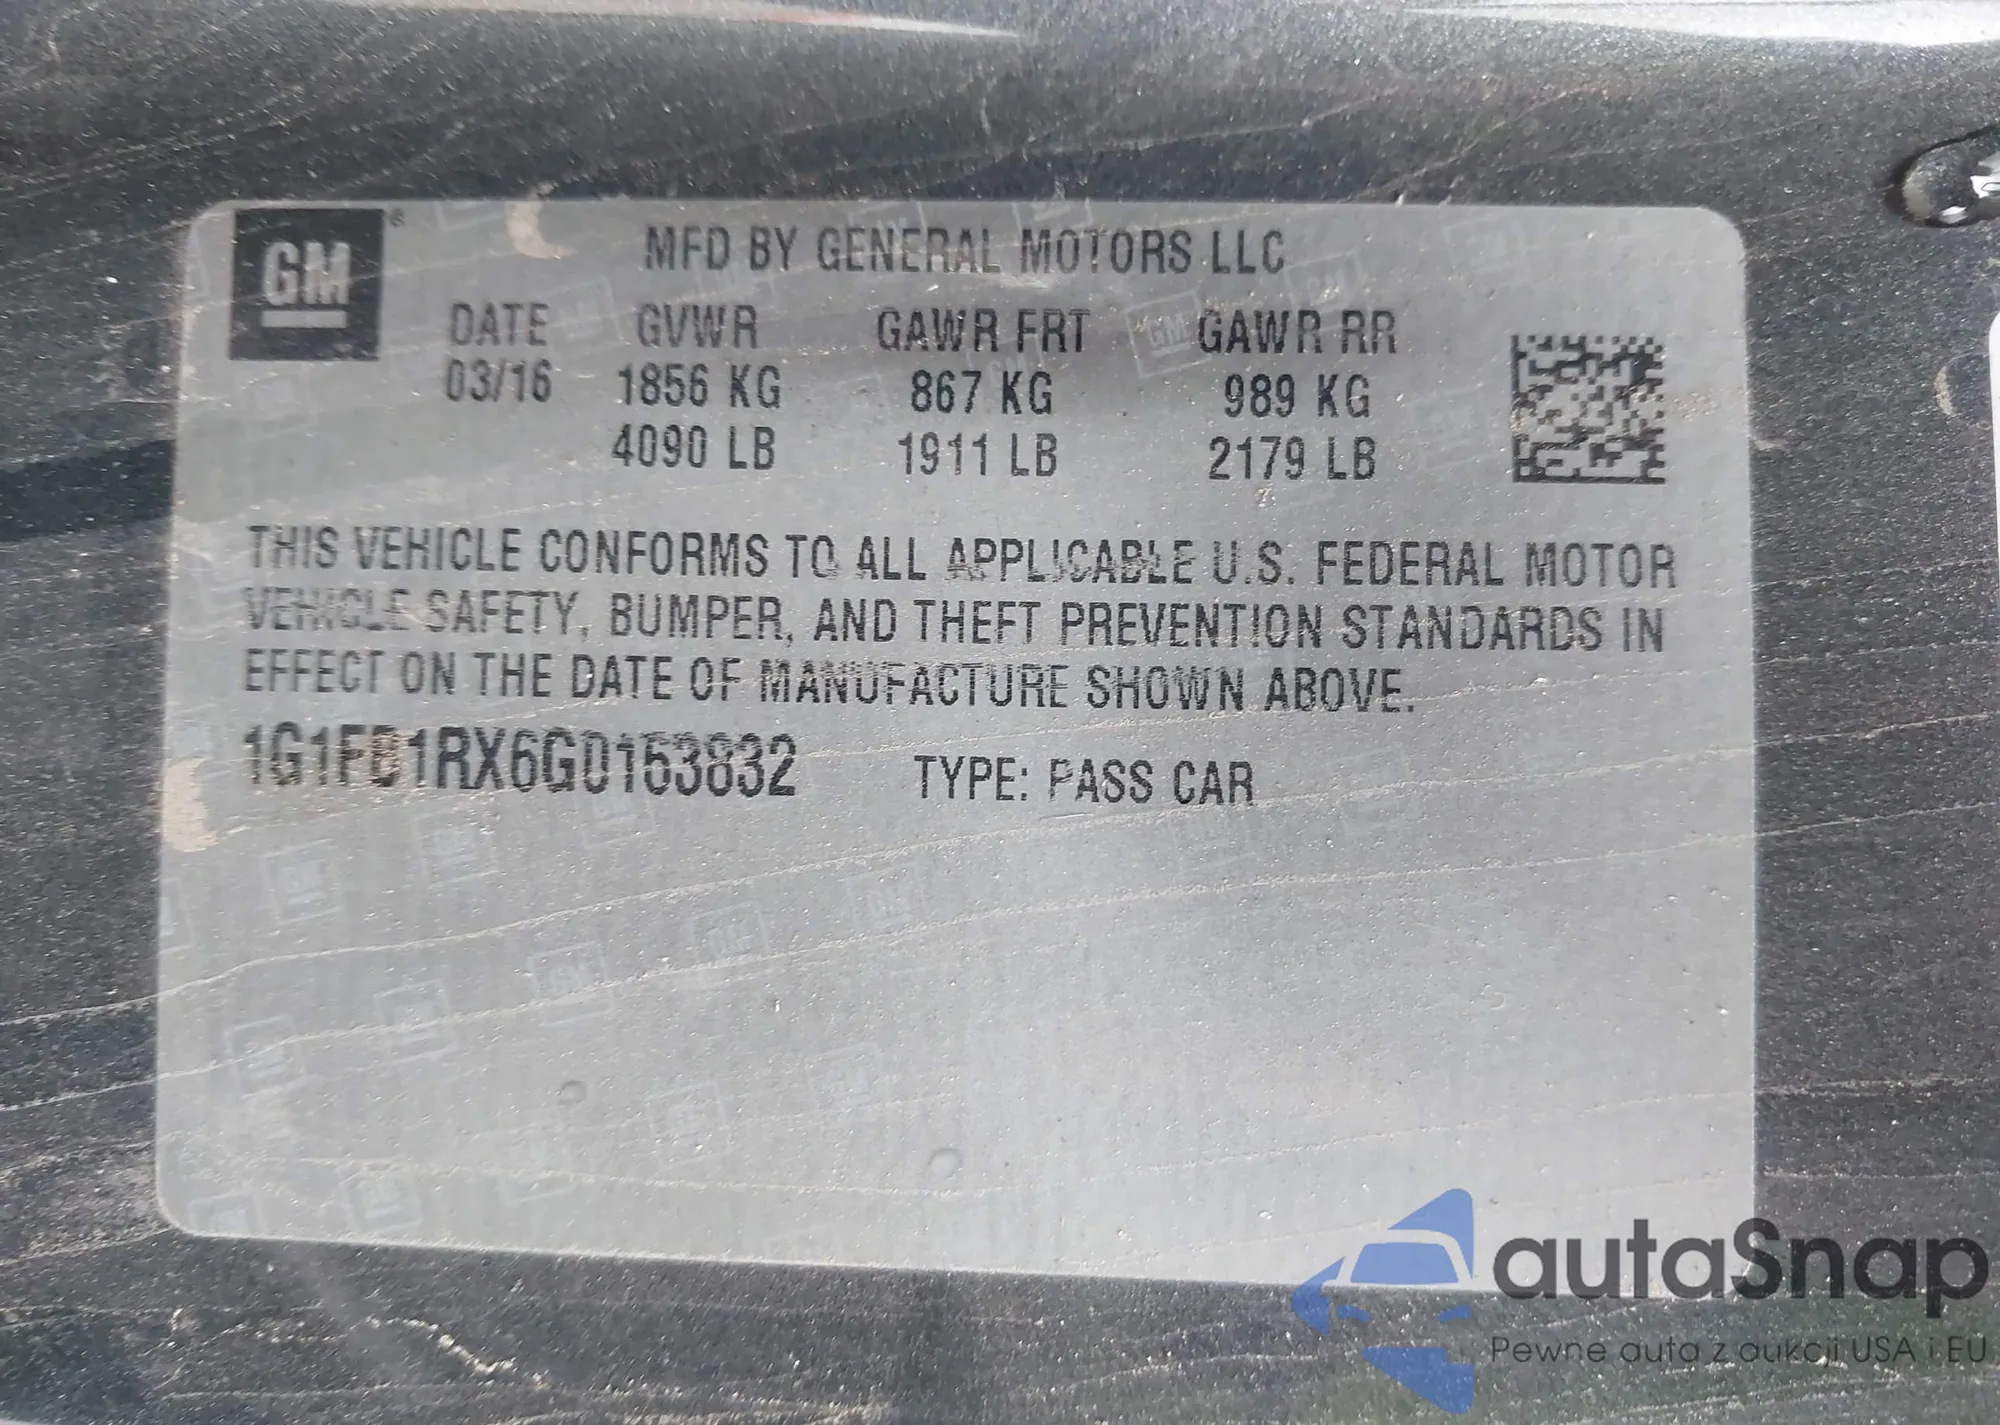 GM®
MFD BY GENERAL MOTORS LLC
DATE GVWR GAWR FRT GAWR RR
03/16 1856 KG 867 KG 989 KG
4090 LB 1911 LB 2179 LB
THIS VEHICLE CONFORMS TO ALL APPLICABLE U.S. FEDERAL MOTOR
VEHICLE SAFETY, BUMPER, AND THEFT PREVENTION STANDARDS IN
EFFECT ON THE DATE OF MANUFACTURE SHOWN ABOVE.
1G1FB1RX6G0153832 TYPE: PASS CAR
autaSnap
Pewne auta z aukcji USA i EU